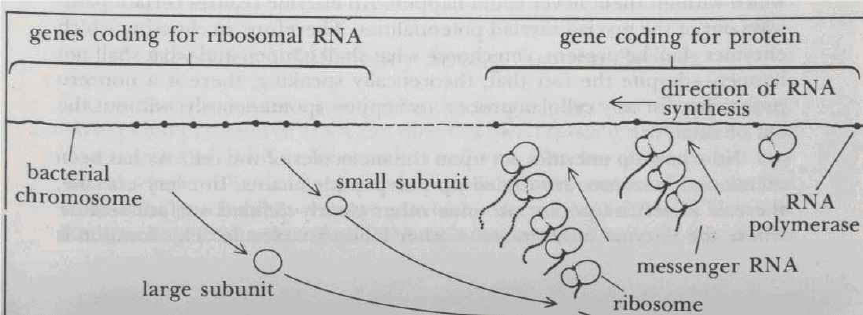 genes coding for ribosomal RNA
gene coding for protein
direction of RNA
synthesis
bacterial
chromosome
small subunit
RNA
polymerase
messenger RNA
large subunit
ribosome